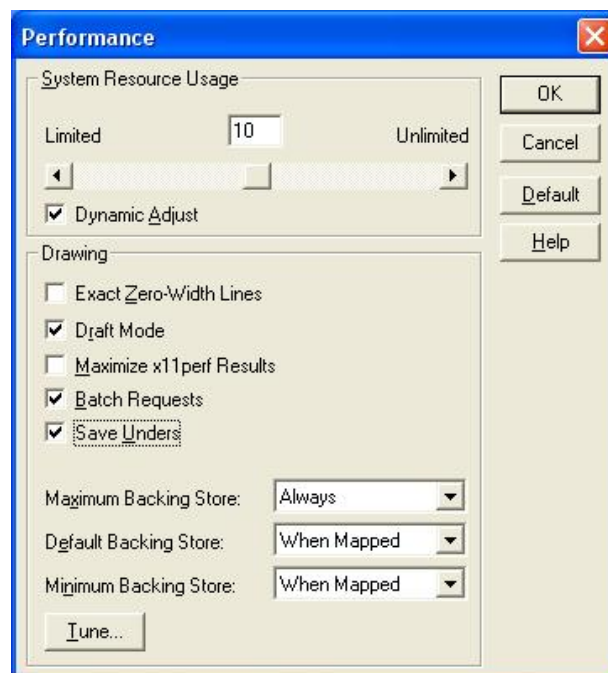 Performance
System Resource Usage
Limited 10 Unlimited
Dynamic Adjust
OK
Cancel
Default
Help
Drawing
Exact Zero-Width Lines
Draft Mode
Maximize x11perf Results
Batch Requests
Save Unders
Maximum Backing Store: Always
Default Backing Store: When Mapped
Minimum Backing Store: When Mapped
Tune...